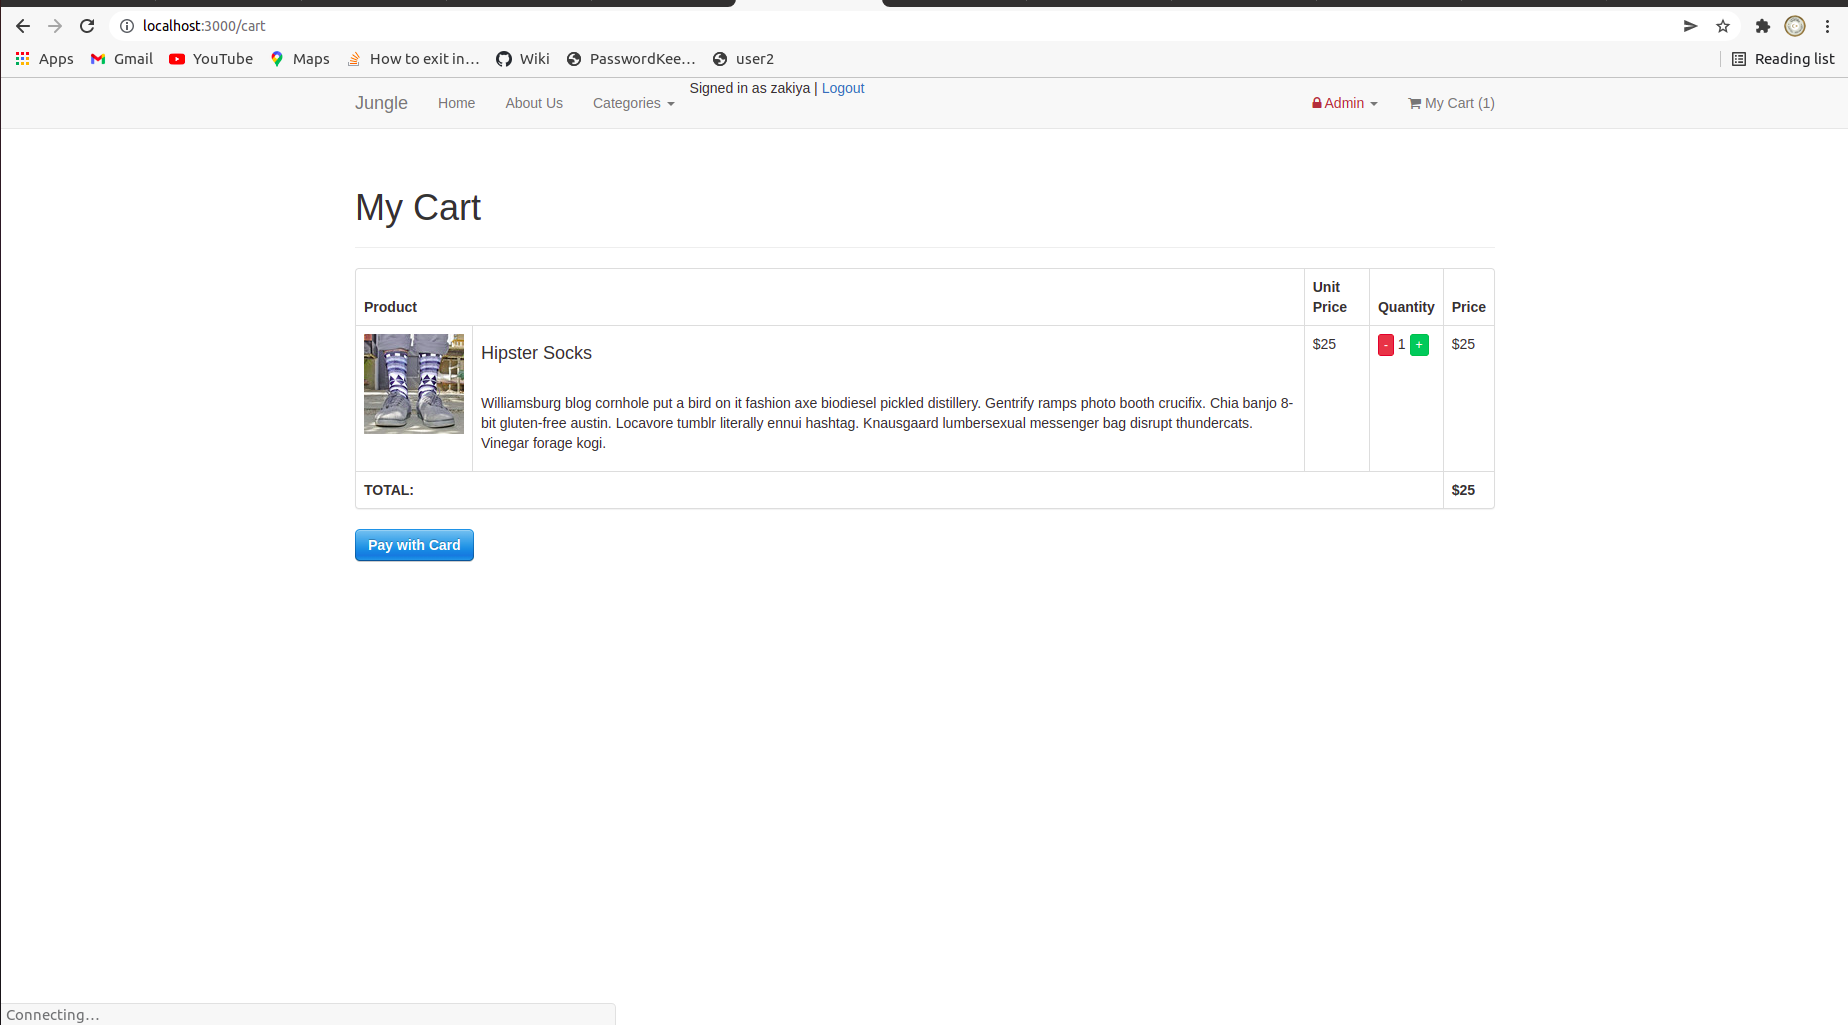 localhost:3000/cart
Apps Gmail YouTube Maps How to exit in... Wiki PasswordKee... user2 Reading list
Jungle Home About Us Categories Signed in as zakiya | Logout Admin My Cart (1)
My Cart
Product Unit Price Quantity Price
Hipster Socks $25 - 1 + $25
Williamsburg blog cornhole put a bird on it fashion axe biodiesel pickled distillery. Gentrify ramps photo booth crucifix. Chia banjo 8-
bit gluten-free austin. Locavore tumblr literally ennui hashtag. Knausgaard lumbersexual messenger bag disrupt thundercats.
Vinegar forage kogi.
TOTAL: $25
Pay with Card
Connecting...